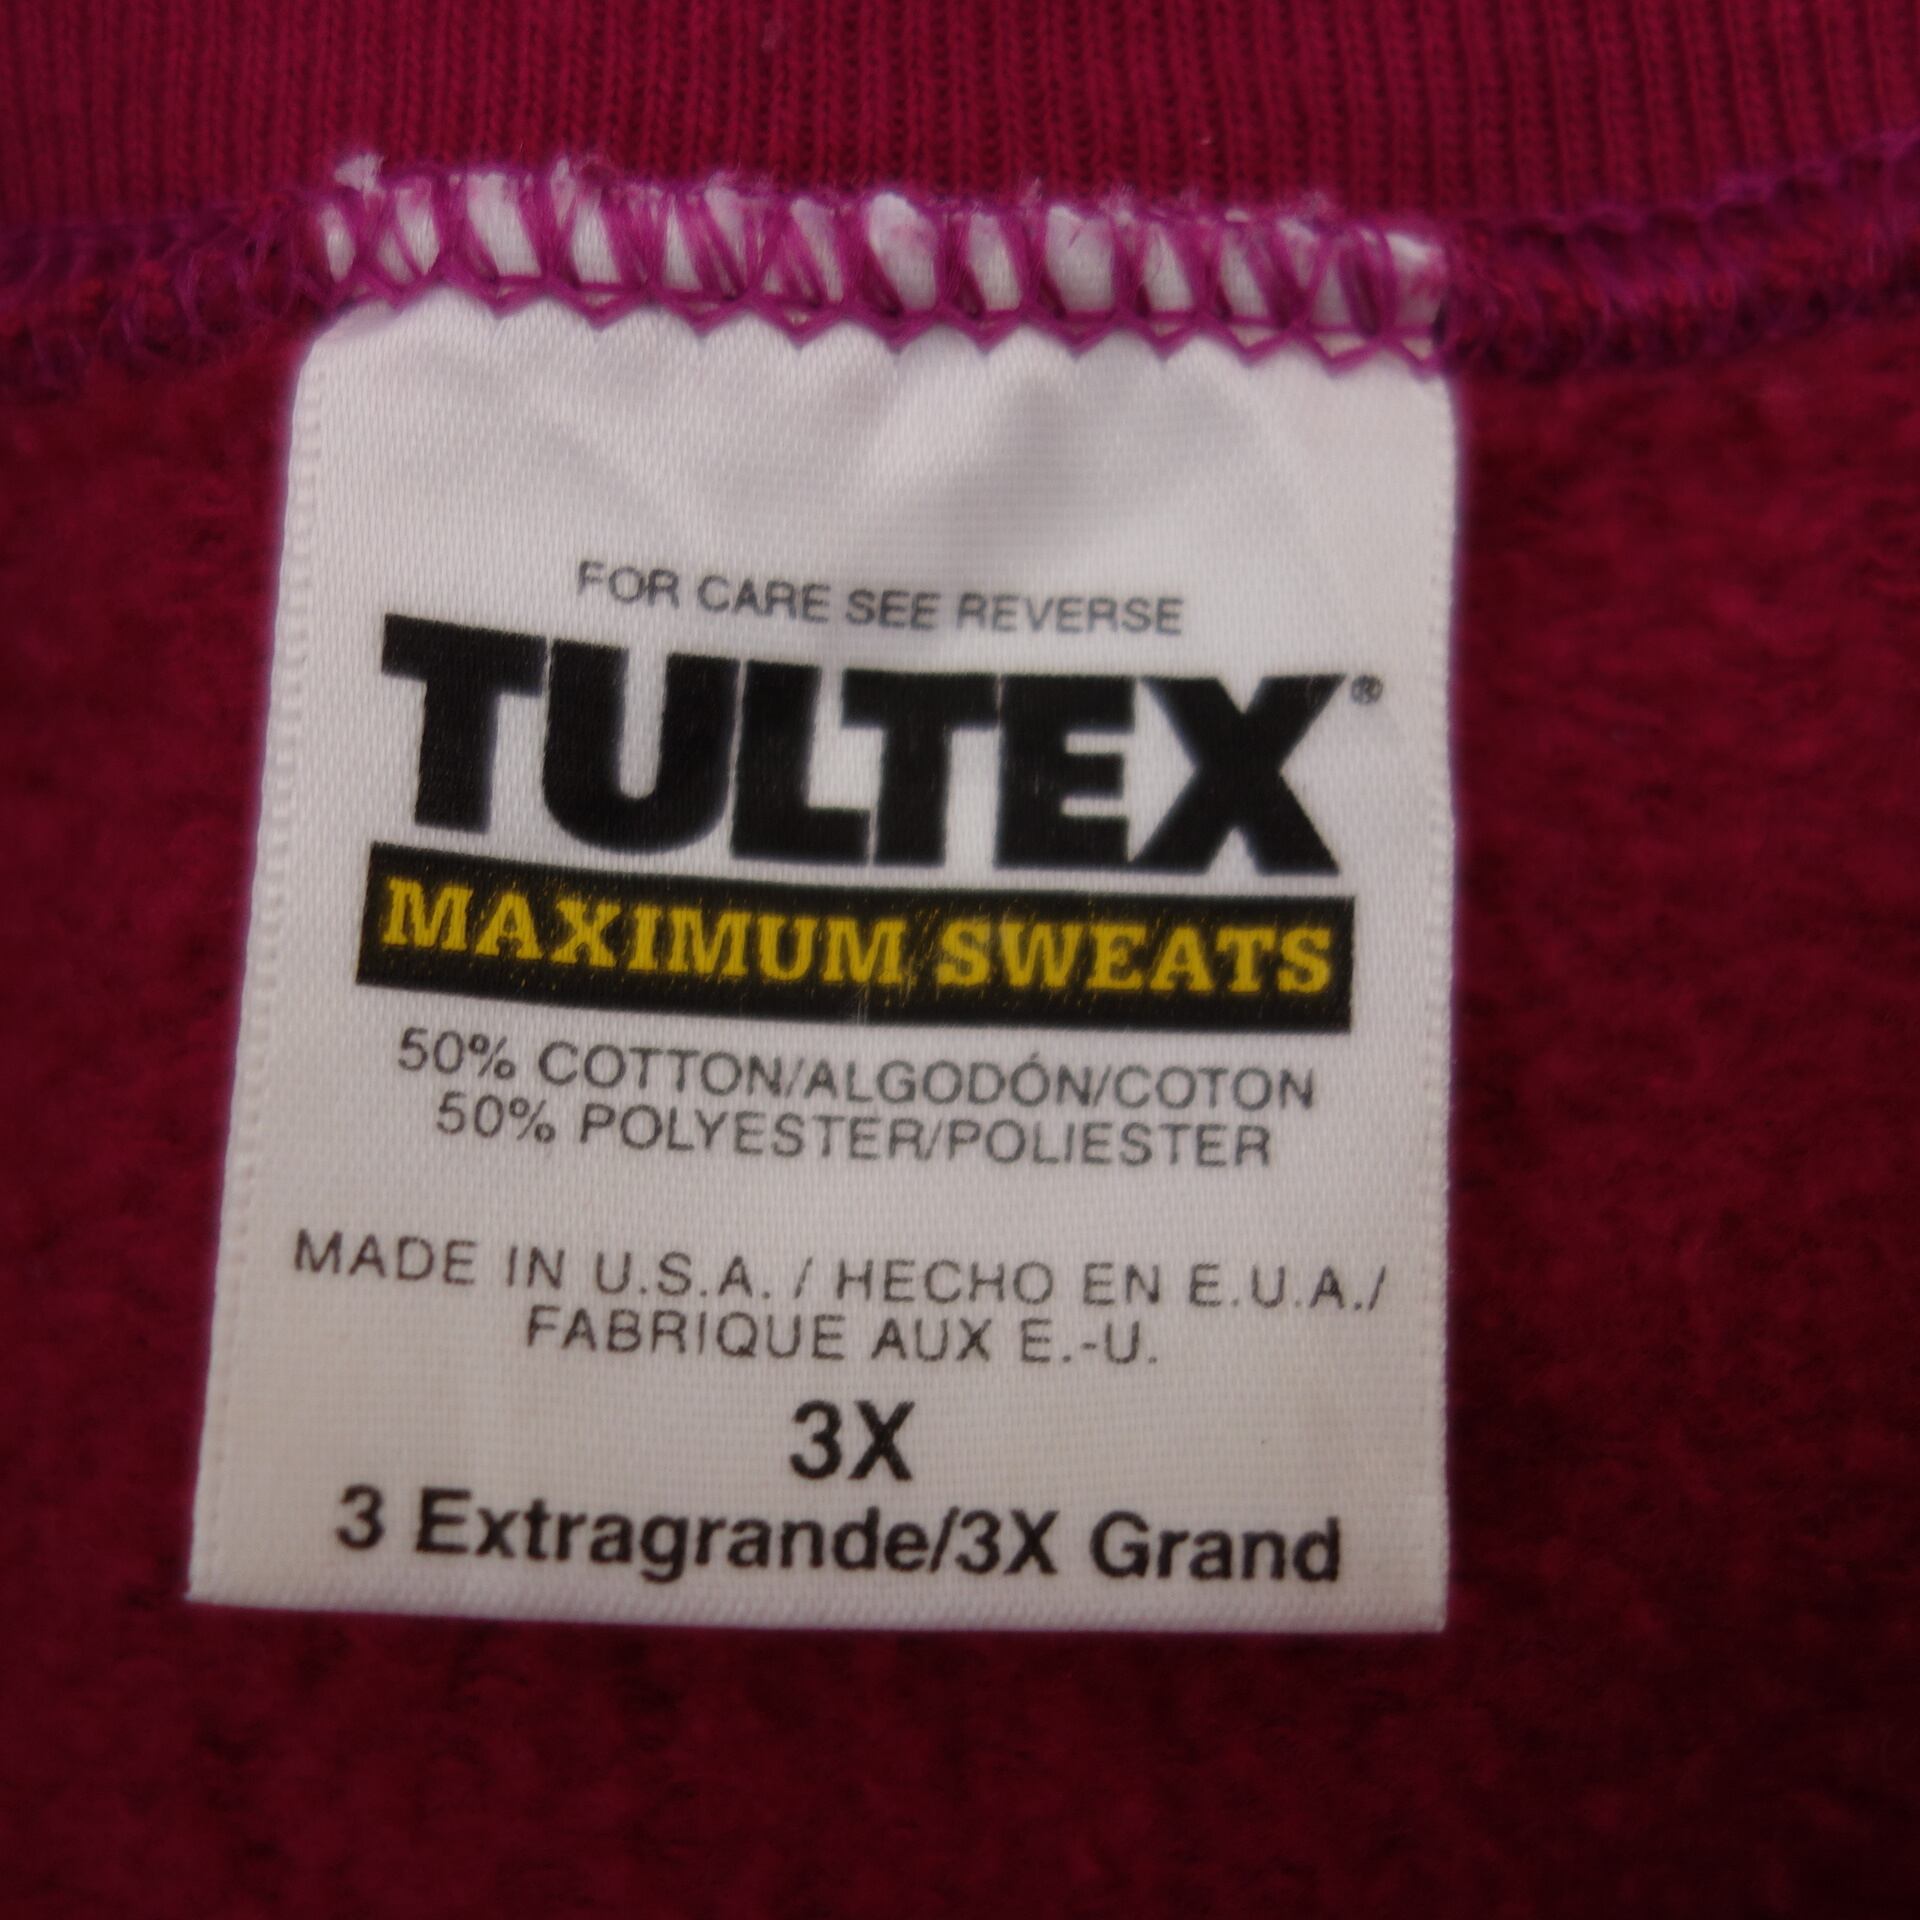 FOR CARE SEE REVERSE
TULTEX®
MAXIMUM SWEATS
50% COTTON/ALGODÓN/COTON
50% POLYESTER/POLIESTER
MADE IN U.S.A. / HECHO EN E.U.A./
FABRIQUE AUX E.-U.
3X
3 Extragrande/3X Grand